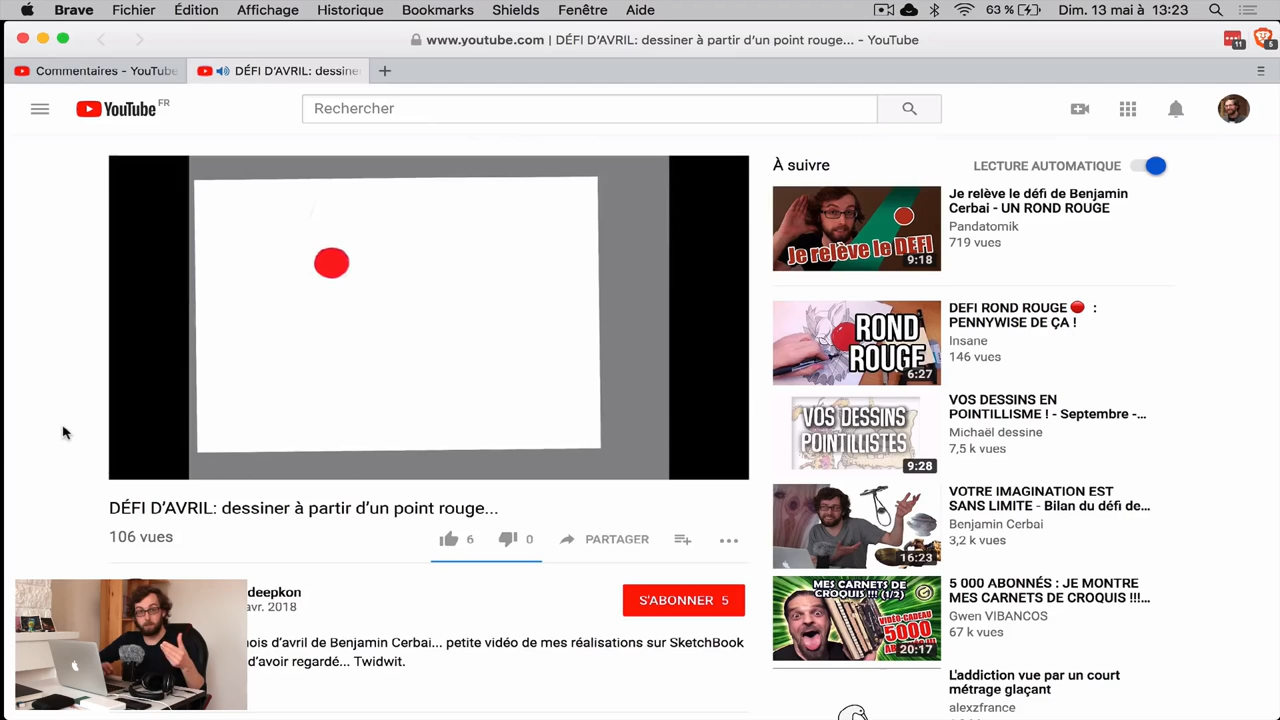 Brave Fichier Édition Affichage Historique Bookmarks Shields Fenêtre Aide 63 % Dim. 13 mai à 13:23
www.youtube.com | DÉFI D’AVRIL: dessiner à partir d’un point rouge... - YouTube
11
5
Commentaires - YouTube
DÉFI D’AVRIL: dessine
YouTube FR
Rechercher
À suivre
LECTURE AUTOMATIQUE
Je relève le DÉFI
9:18
Je relève le défi de Benjamin
Cerbai - UN ROND ROUGE
Pandatomik
719 vues
ROND
ROUGE
6:27
DEFI ROND ROUGE 🔴 :
PENNYWISE DE ÇA !
Insane
146 vues
VOS DESSINS
POINTILLISTES
9:28
VOS DESSINS EN
POINTILLISME ! - Septembre -...
Michaël dessine
7,5 k vues
16:23
VOTRE IMAGINATION EST
SANS LIMITE - Bilan du défi de...
Benjamin Cerbai
3,2 k vues
MES CARNETS DE
CROQUIS !!! (1/2)
VIDÉO-CADEAU
5000
20:17
5 000 ABONNÉS : JE MONTRE
MES CARNETS DE CROQUIS !!!...
Gwen VIBANCOS
67 k vues
L'addiction vue par un court
métrage glaçant
alexzfrance
DÉFI D’AVRIL: dessiner à partir d’un point rouge...
106 vues
6
0
PARTAGER
deepkon
avr. 2018
S'ABONNER 5
ois d’avril de Benjamin Cerbai... petite vidéo de mes réalisations sur SketchBook
d’avoir regardé... Twidwit.